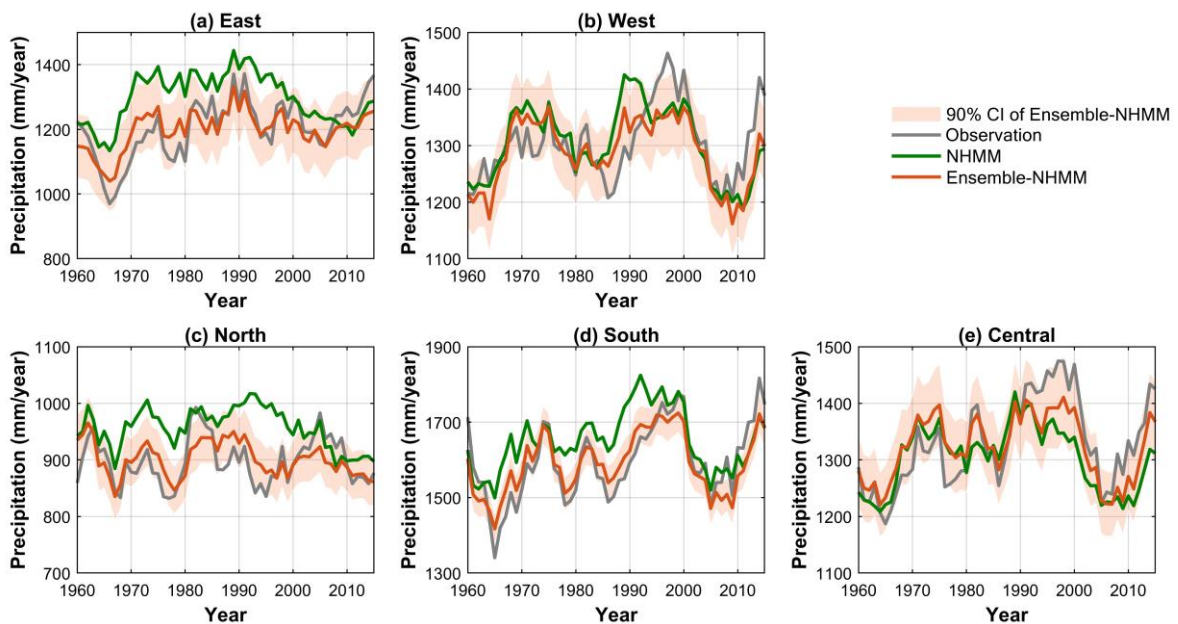 (a) East
Precipitation (mm/year)
1400
1200
1000
800
1960 1970 1980 1990 2000 2010
Year
(b) West
Precipitation (mm/year)
1500
1400
1300
1200
1100
1960 1970 1980 1990 2000 2010
Year
90% CI of Ensemble-NHMM
Observation
NHMM
Ensemble-NHMM
(c) North
Precipitation (mm/year)
1100
1000
900
800
700
1960 1970 1980 1990 2000 2010
Year
(d) South
Precipitation (mm/year)
1900
1700
1500
1300
1960 1970 1980 1990 2000 2010
Year
(e) Central
Precipitation (mm/year)
1500
1400
1300
1200
1100
1960 1970 1980 1990 2000 2010
Year